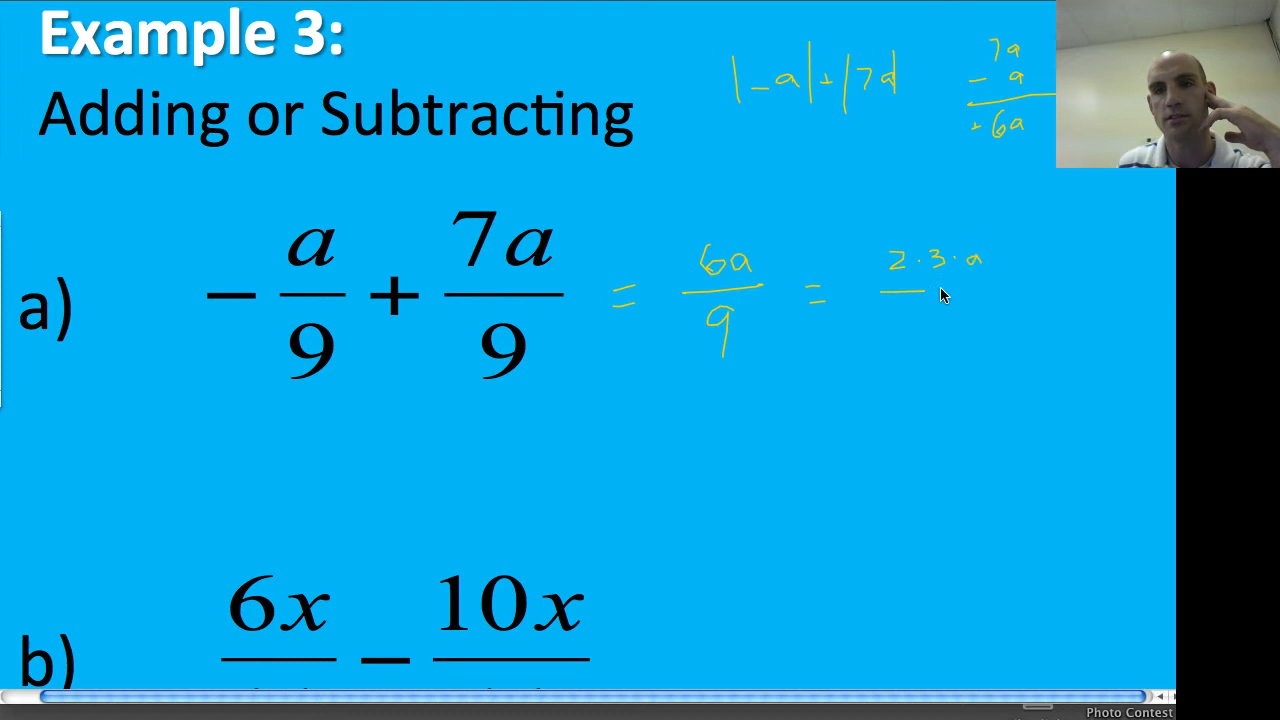 Example 3:
Adding or Subtracting
|-a|+|7a|
7a
- a
+6a
a) - a/9 + 7a/9 = 6a/9 = 2·3·a
b) 6x - 10x
Photo Contest